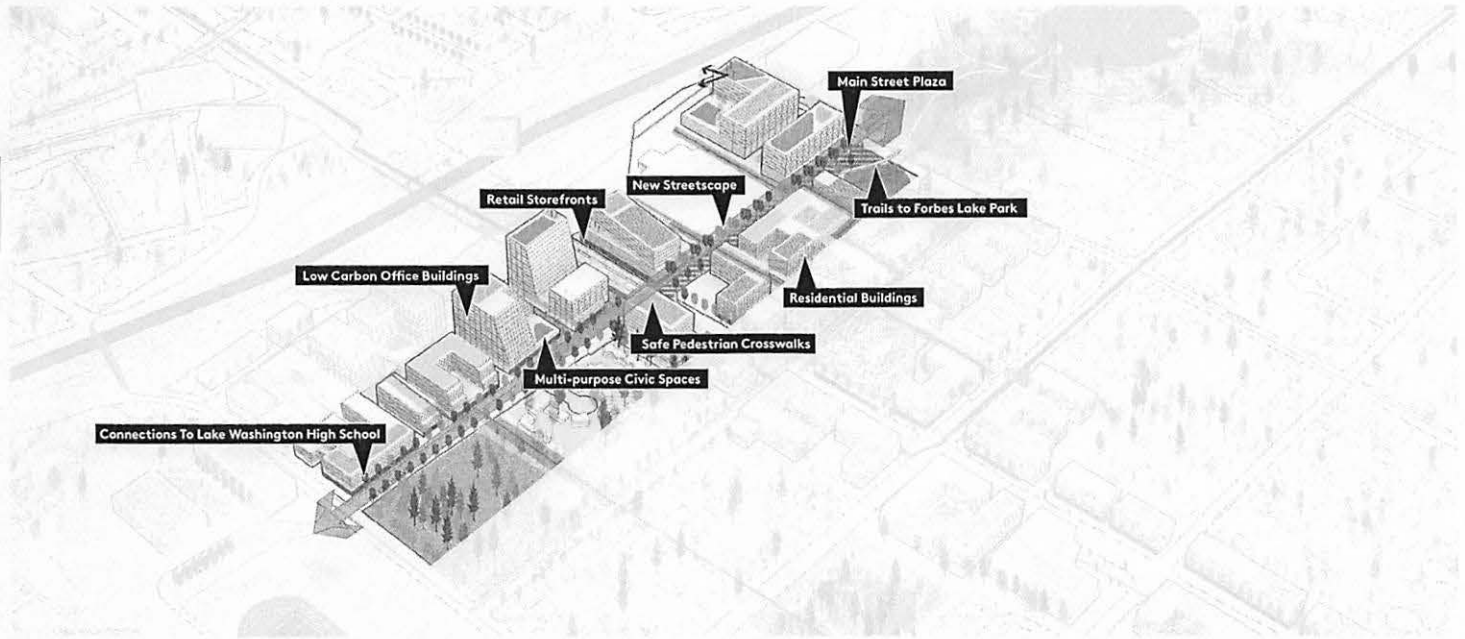 Main Street Plaza
New Streetscape
Retail Storefronts
Trails to Forbes Lake Park
Low Carbon Office Buildings
Residential Buildings
Safe Pedestrian Crosswalks
Multi-purpose Civic Spaces
Connections To Lake Washington High School